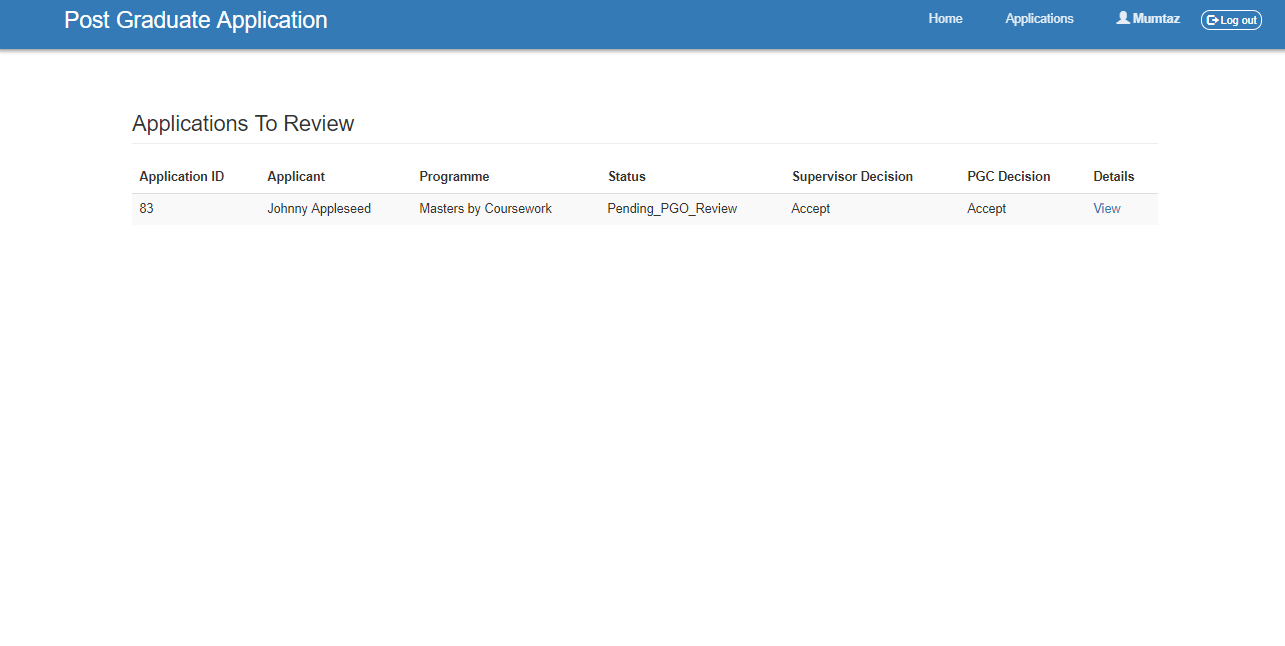 Post Graduate Application Home Applications Mumtaz Log out
Applications To Review
Application ID Applicant Programme Status Supervisor Decision PGC Decision Details
83 Johnny Appleseed Masters by Coursework Pending_PGO_Review Accept Accept View